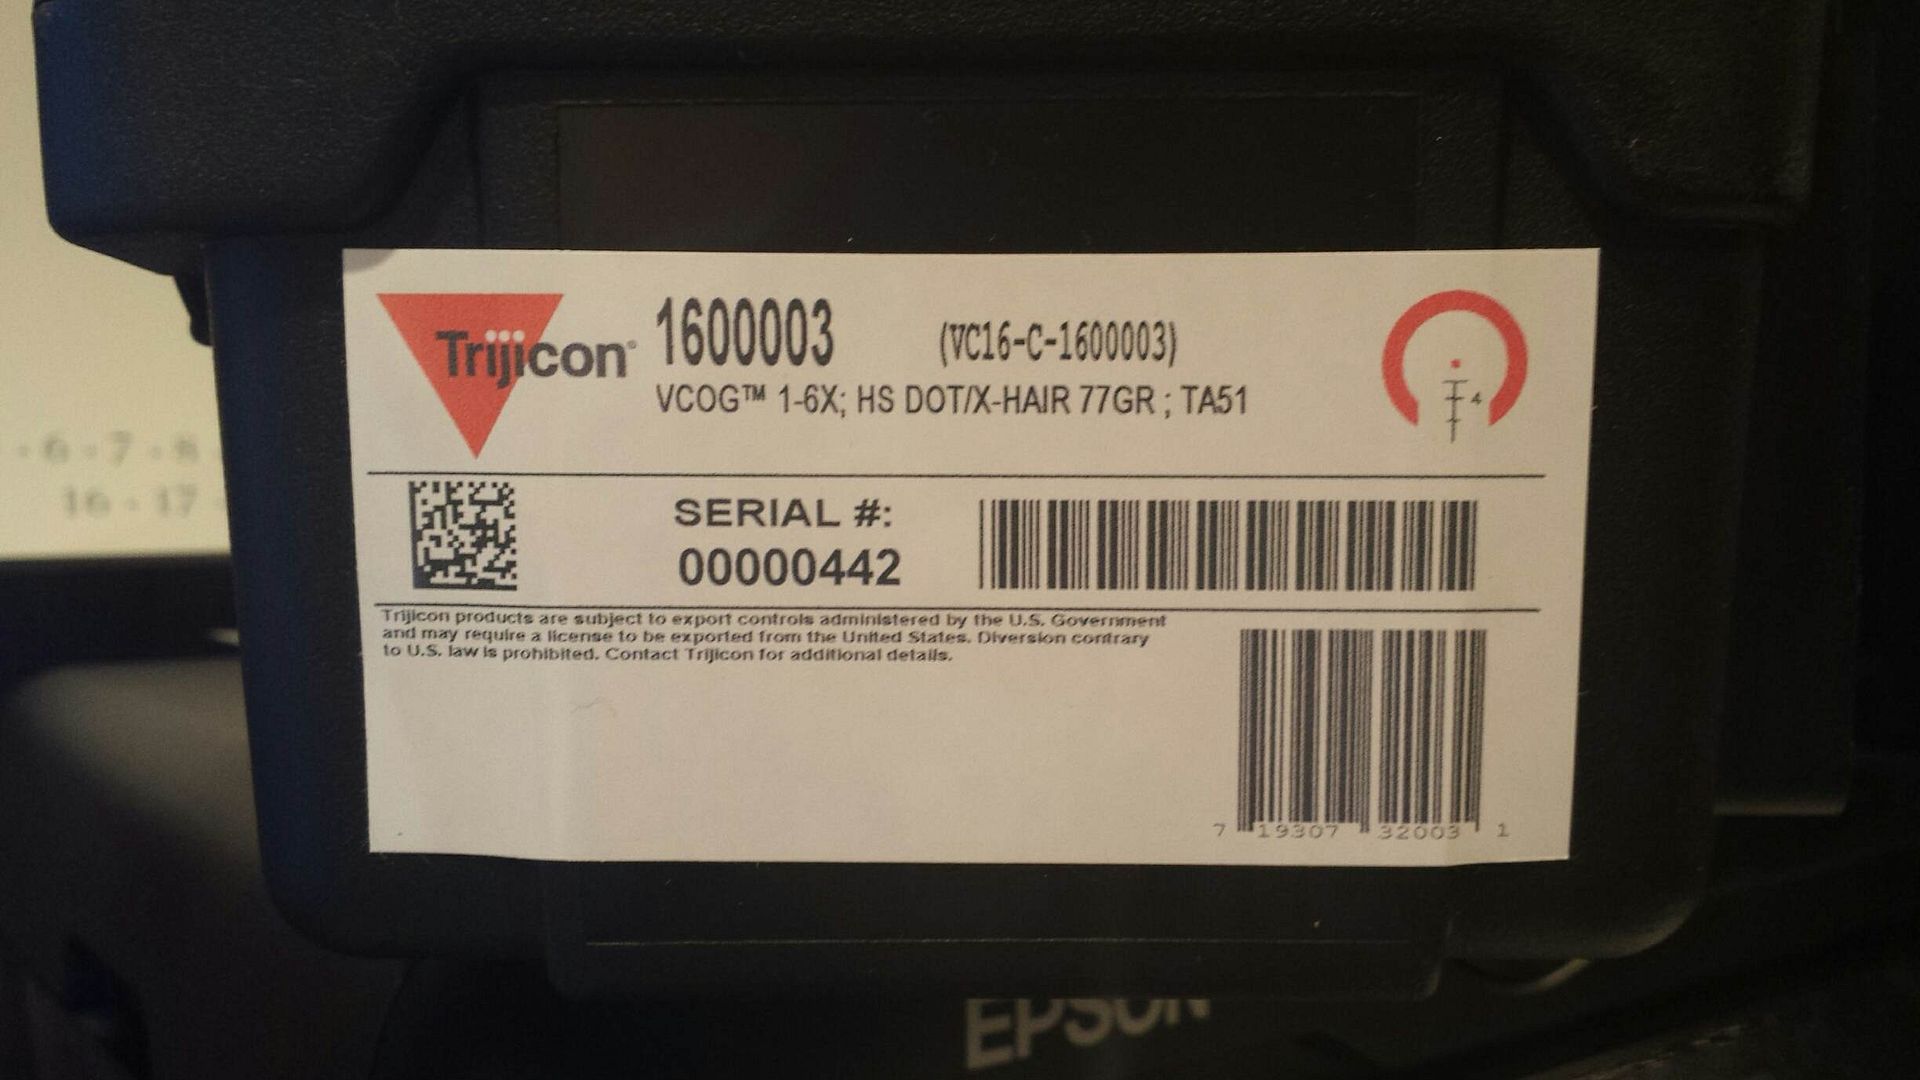 Trijicon®
1600003 (VC16-C-1600003)
VCOG™ 1-6X; HS DOT/X-HAIR 77GR ; TA51
4
SERIAL #:
00000442
Trijicon products are subject to export controls administered by the U.S. Government
and may require a license to be exported from the United States. Diversion contrary
to U.S. law is prohibited. Contact Trijicon for additional details.
7 19307 32003 1
- 6 - 7 - 8
16 - 17 -
EPSON